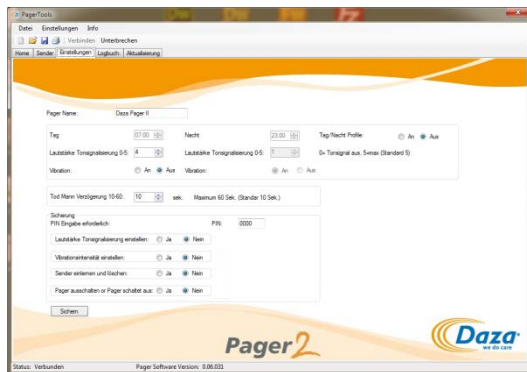 PagerTools
Datei Einstellungen Info
Verbinden Unterbrechen
Home Sender Einstellungen Logbuch Aktualisierung
Pager Name: Daza Pager II
Tag: 07:00 Nacht: 23:00 Tag/Nacht Profile: An Aus
Lautstärke Tonsignalisierung 0-5: 4 Lautstärke Tonsignalisierung 0-5: 1 0= Tonsignal aus, 5=max (Standard 5)
Vibration: An Aus Vibration: An Aus
Tod Mann Verzögerung 10-60: 10 sek. Maximum 60 Sek. (Standar 10 Sek.)
Sicherung
PIN Eingabe erforderlich: PIN: 0000
Lautstärke Tonsignalisierung einstellen: Ja Nein
Vibrationsintensität einstellen: Ja Nein
Sender einlernen und löschen: Ja Nein
Pager ausschalten or Pager schaltet aus: Ja Nein
Sichern
Pager2
Daza
we do care
Status: Verbunden Pager Software Version: 0.06.031